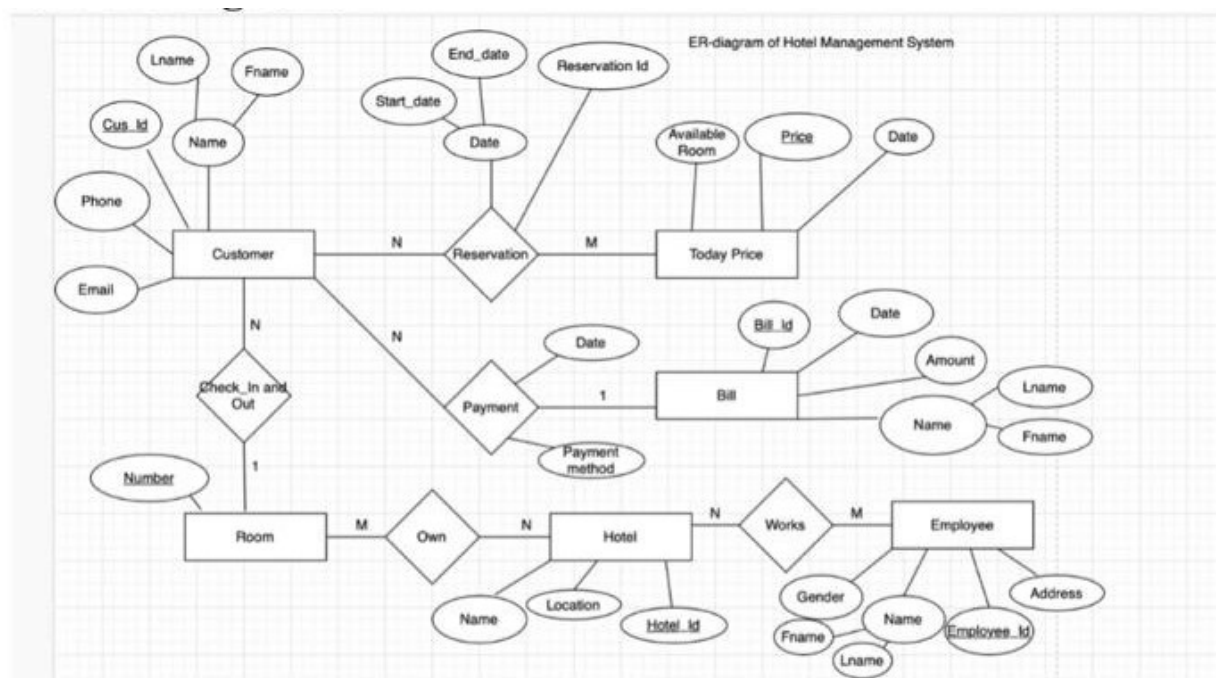 ER-diagram of Hotel Management System
Lname
Fname
Cus_Id
Name
Phone
Email
Customer
End_date
Start_date
Date
Reservation Id
N
Reservation
M
Available
Room
Price
Date
Today Price
N
Check_In and
Out
1
N
Payment
Date
Payment
method
1
Bill_Id
Date
Amount
Bill
Name
Lname
Fname
Number
Room
M
Own
N
Hotel
Name
Location
Hotel_Id
N
Works
M
Employee
Gender
Name
Fname
Lname
Employee_Id
Address